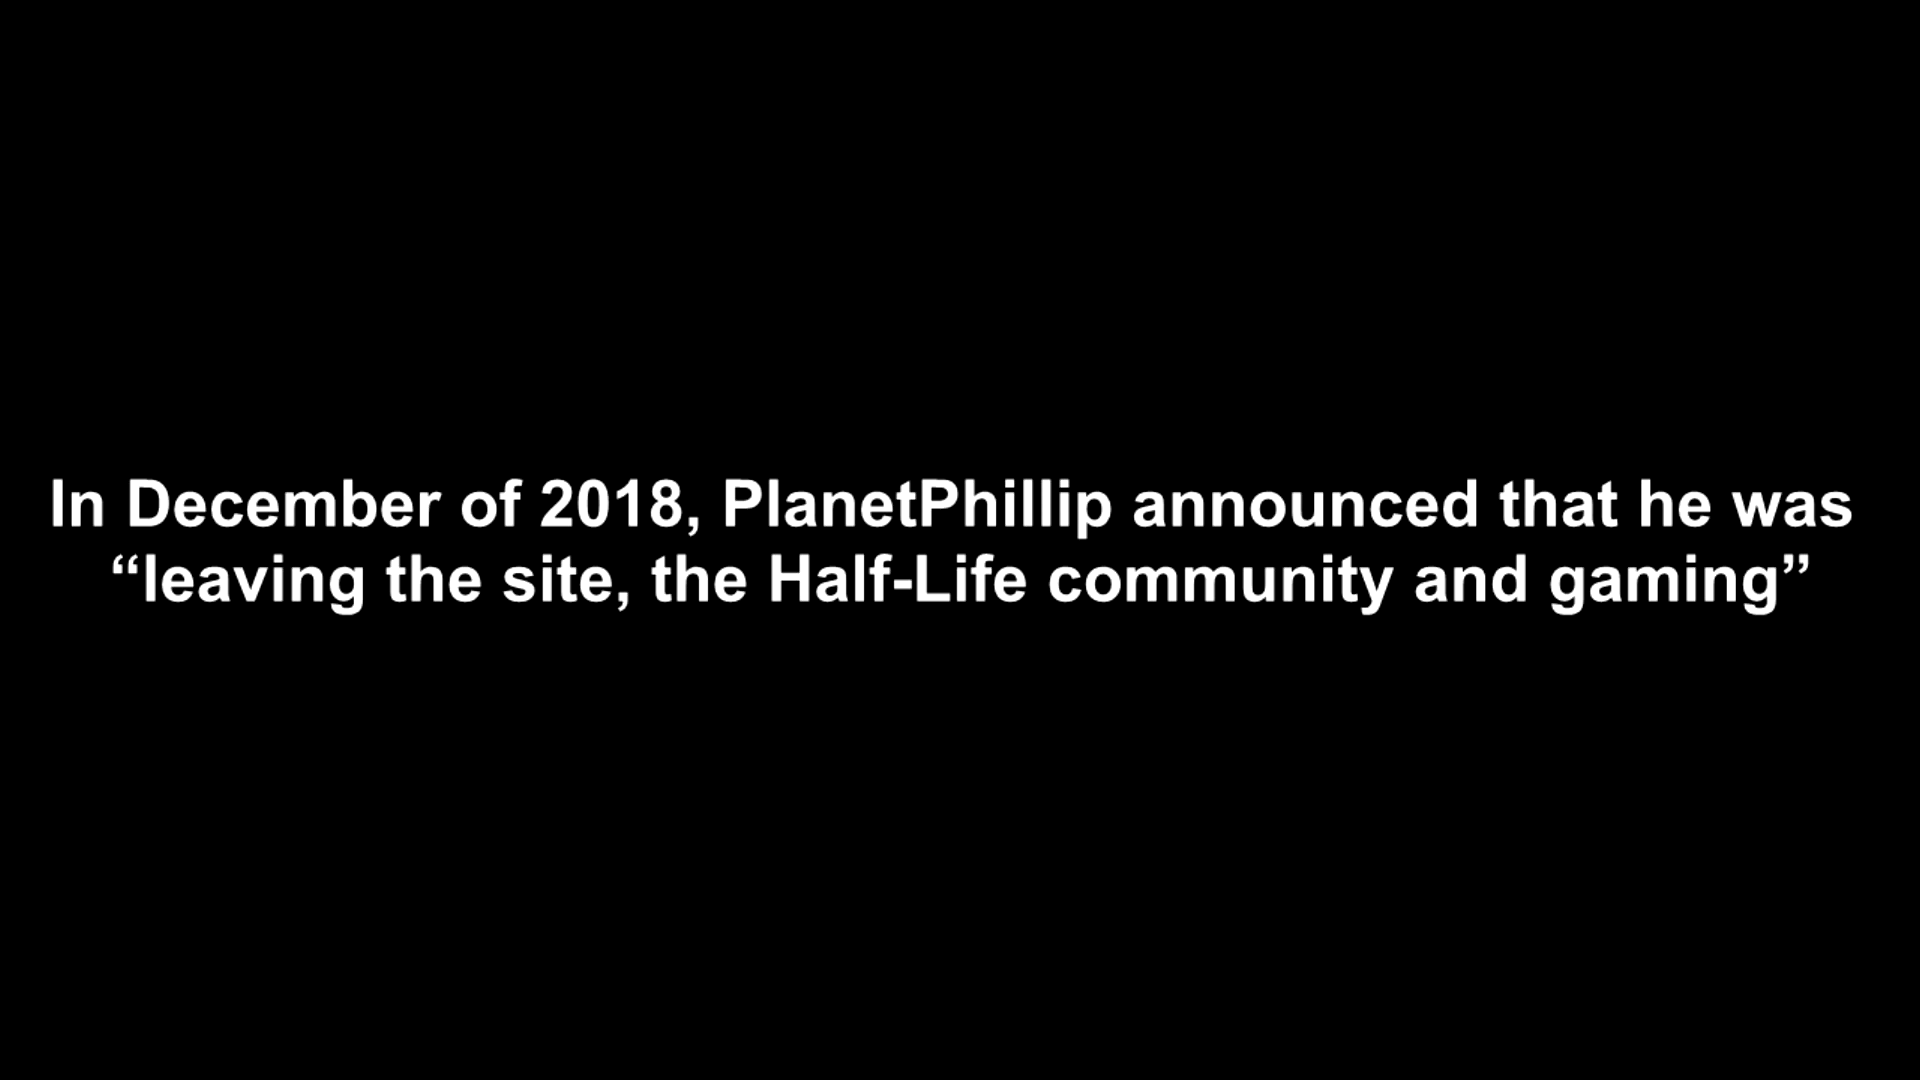 In December of 2018, PlanetPhillip announced that he was
“leaving the site, the Half-Life community and gaming”